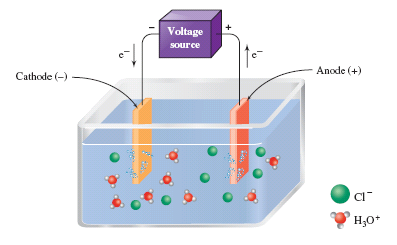 − Voltage +
source
e⁻ e⁻
Cathode (−) Anode (+)
Cl⁻
H₃O⁺